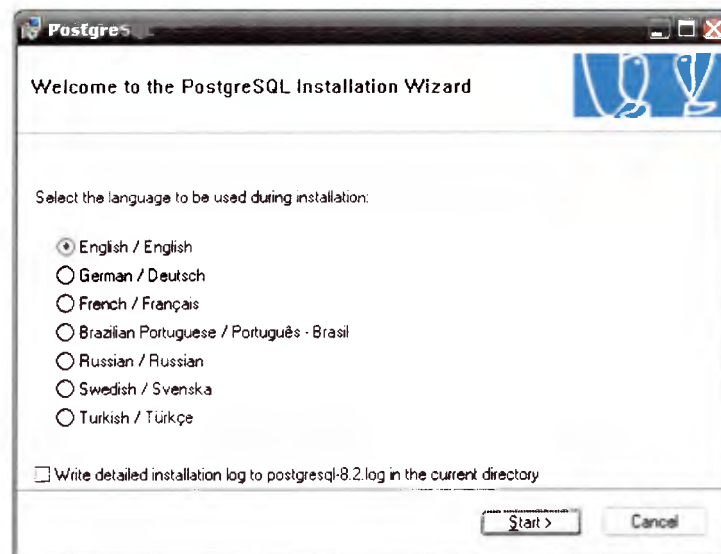 PostgreSQL
Welcome to the PostgreSQL Installation Wizard
Select the language to be used during installation:
English / English
German / Deutsch
French / Français
Brazilian Portuguese / Português - Brasil
Russian / Russian
Swedish / Svenska
Turkish / Türkçe
Write detailed installation log to postgresql-8.2.log in the current directory
Start >
Cancel